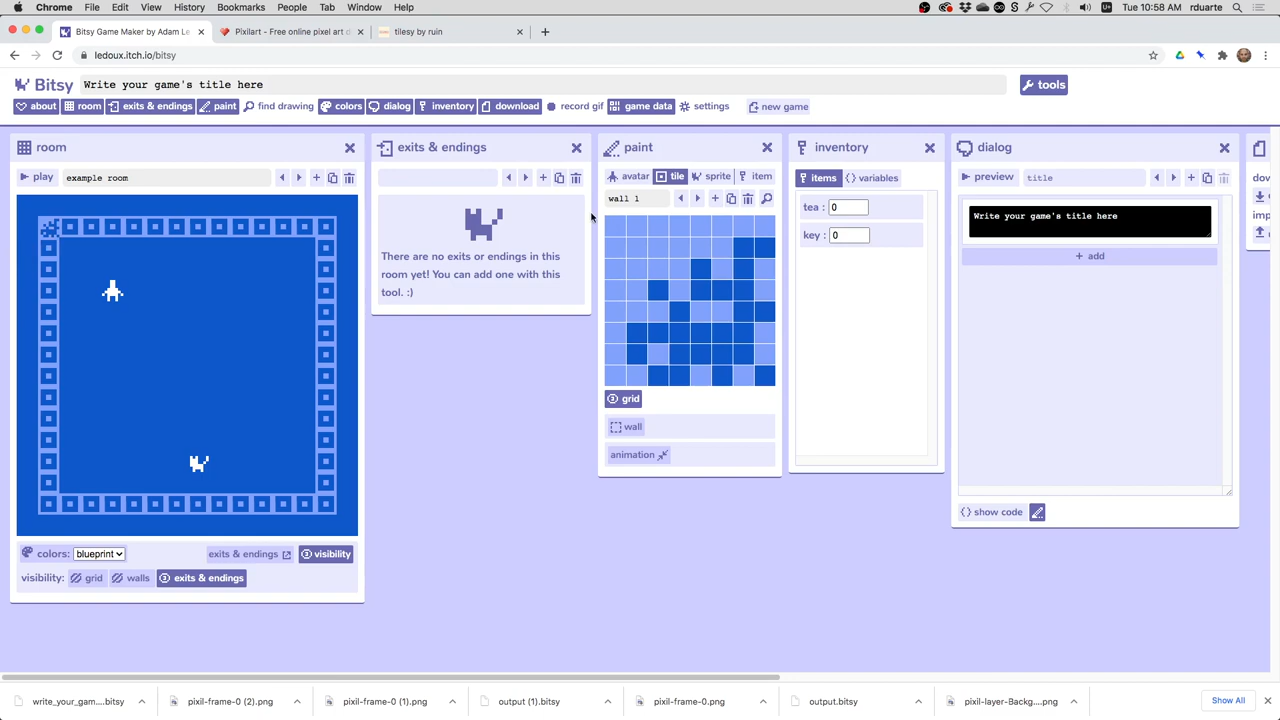 Chrome File Edit View History Bookmarks People Tab Window Help Tue 10:58 AM rduarte
Bitsy Game Maker by Adam Le Pixilart - Free online pixel art d tilesy by ruin
ledoux.itch.io/bitsy
Bitsy Write your game's title here tools
about room exits & endings paint find drawing colors dialog inventory download record gif game data settings new game
room exits & endings paint inventory dialog
play example room avatar tile sprite item items variables preview title
wall 1
tea : 0
key : 0
Write your game's title here
+ add
There are no exits or endings in this
room yet! You can add one with this
tool. :)
dow
imp
grid
wall
animation
show code
colors: blueprint exits & endings visibility
visibility: grid walls exits & endings
write_your_gam....bitsy pixil-frame-0 (2).png pixil-frame-0 (1).png output (1).bitsy pixil-frame-0.png output.bitsy pixil-layer-Backg....png Show All